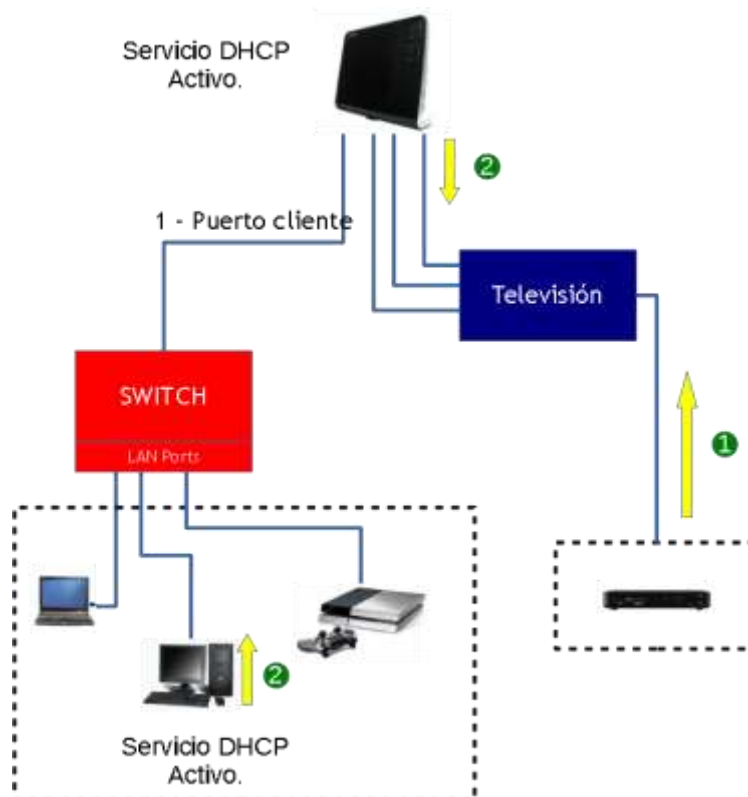 Servicio DHCP
Activo.
2
1 - Puerto cliente
Televisión
SWITCH
LAN Ports
1
2
Servicio DHCP
Activo.